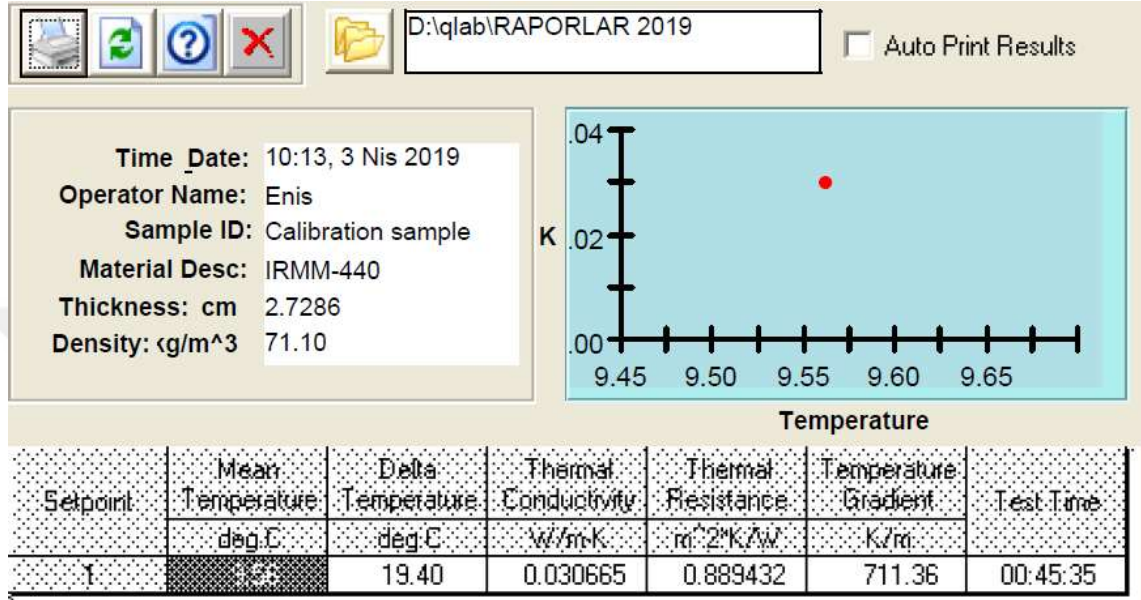 D:\qlab\RAPORLAR 2019
Auto Print Results
Time_Date: 10:13, 3 Nis 2019
Operator Name: Enis
Sample ID: Calibration sample
Material Desc: IRMM-440
Thickness: cm 2.7286
Density: ‹g/m^3 71.10
.04
K .02
.00
9.45 9.50 9.55 9.60 9.65
Temperature
Setpoint Mean Temperature Delta Temperature Thermal Conductivity Thermal Resistance Temperature Gradient Test Time
deg.C deg.C W/m-K m^2*K/W K/m
1 9.56 19.40 0.030665 0.889432 711.36 00:45:35